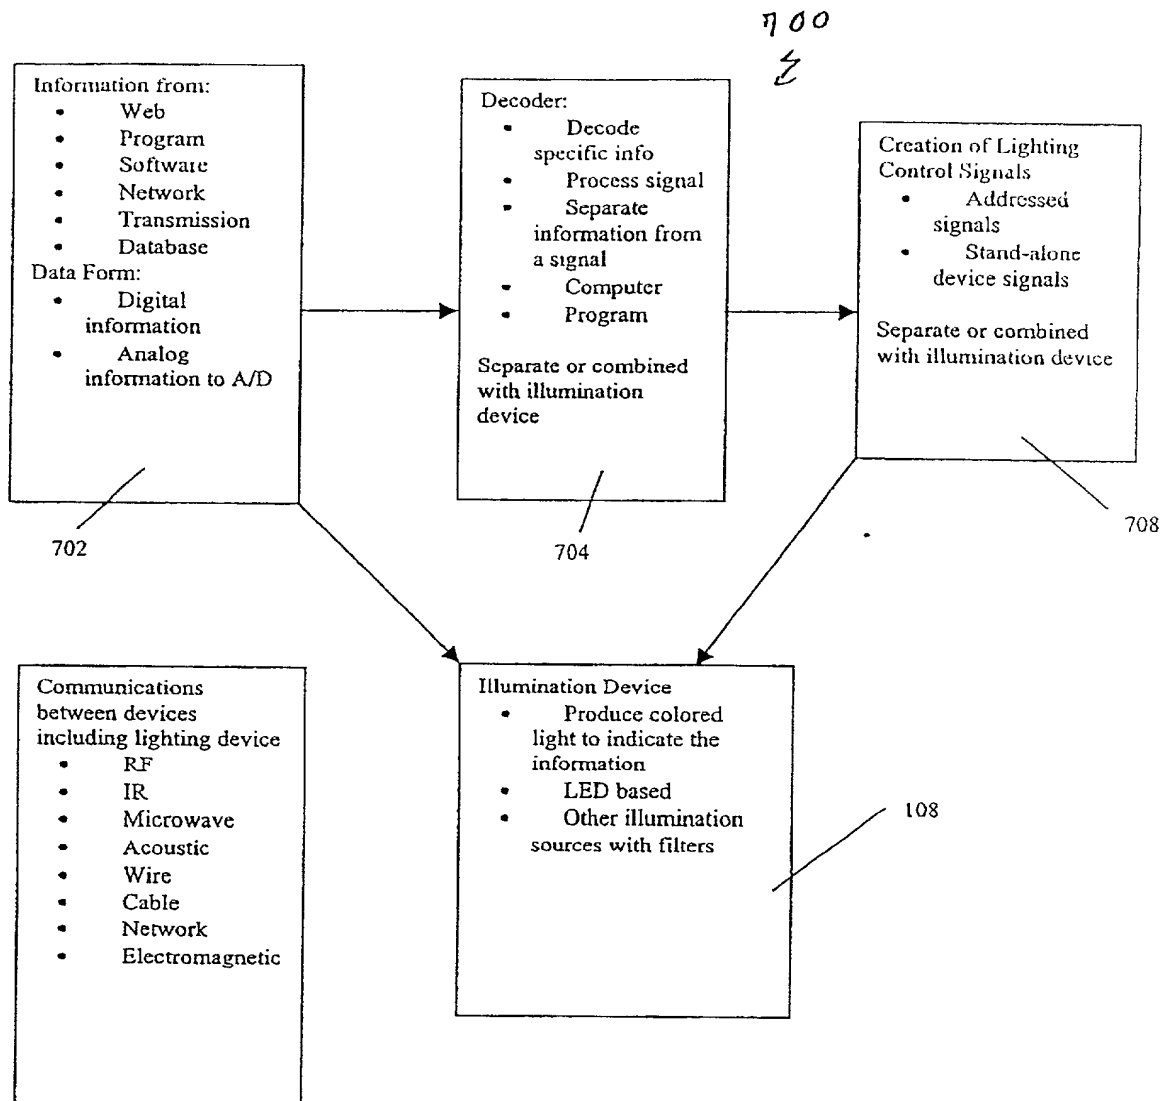 700
Information from:
• Web
• Program
• Software
• Network
• Transmission
• Database
Data Form:
• Digital
information
• Analog
information to A/D
702
Decoder:
• Decode
specific info
• Process signal
• Separate
information from
a signal
• Computer
• Program
Separate or combined
with illumination
device
704
Creation of Lighting
Control Signals
• Addressed
signals
• Stand-alone
device signals
Separate or combined
with illumination device
708
Communications
between devices
including lighting device
• RF
• IR
• Microwave
• Acoustic
• Wire
• Cable
• Network
• Electromagnetic
Illumination Device
• Produce colored
light to indicate the
information
• LED based
• Other illumination
sources with filters
108